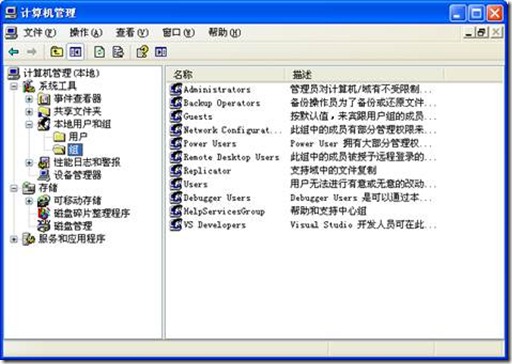 计算机管理
文件(F) 操作(A) 查看(V) 窗口(W) 帮助(H)
计算机管理(本地)
系统工具
事件查看器
共享文件夹
本地用户和组
用户
组
性能日志和警报
设备管理器
存储
可移动存储
磁盘碎片整理程序
磁盘管理
服务和应用程序
名称 描述
Administrators 管理员对计算机/域有不受限制...
Backup Operators 备份操作员为了备份或还原文件...
Guests 按默认值，来宾跟用户组的成员...
Network Configurat... 此组中的成员有部分管理权限来...
Power Users Power User 拥有大部分管理权...
Remote Desktop Users 此组中的成员被授予远程登录的...
Replicator 支持域中的文件复制
Users 用户无法进行有意或无意的改动...
Debugger Users Debugger Users 是可以通过本...
HelpServicesGroup 帮助和支持中心组
VS Developers Visual Studio 开发人员可在此...